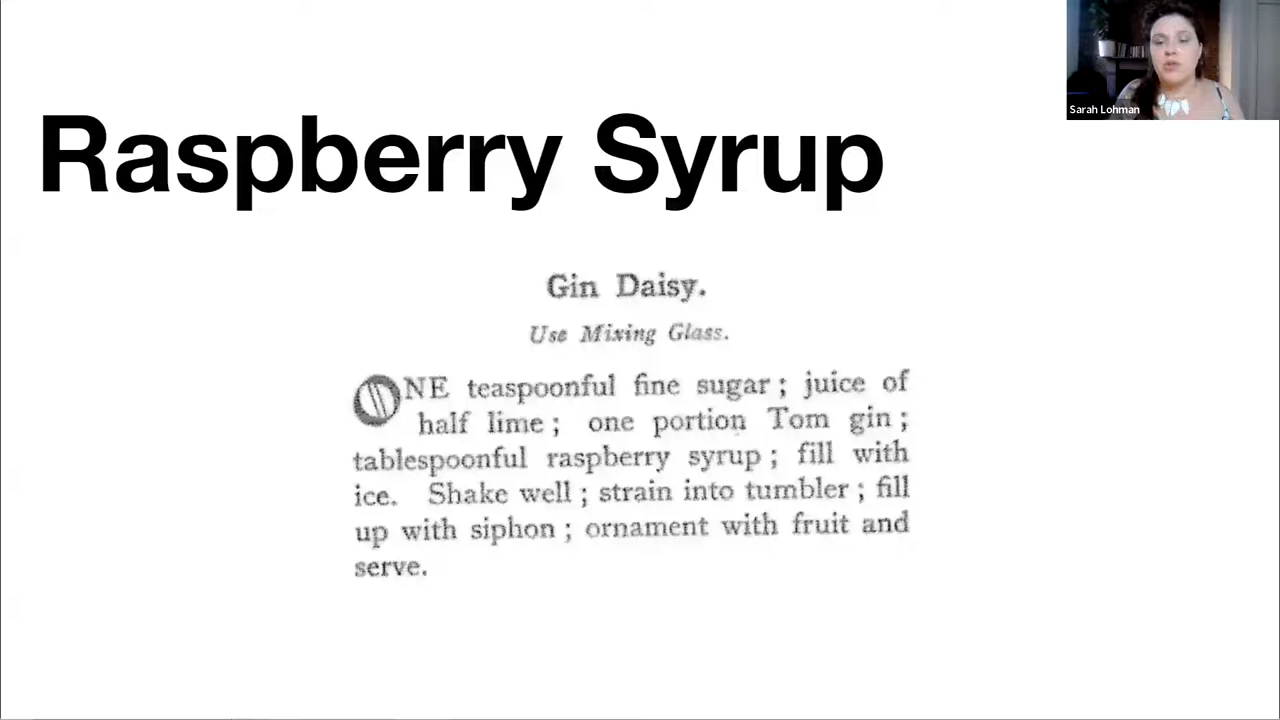 Raspberry Syrup
Sarah Lohman
Gin Daisy.
Use Mixing Glass.
ONE teaspoonful fine sugar; juice of
half lime; one portion Tom gin;
tablespoonful raspberry syrup; fill with
ice. Shake well; strain into tumbler; fill
up with siphon; ornament with fruit and
serve.